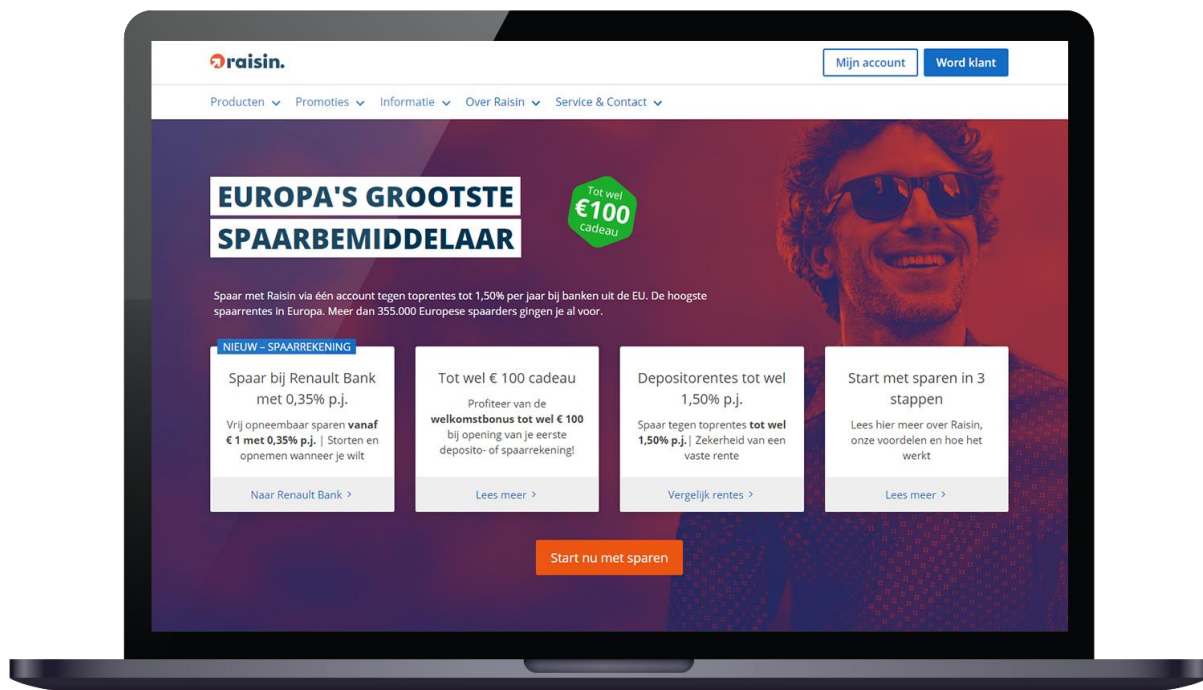 raisin.
Mijn account
Word klant
Producten
Promoties
Informatie
Over Raisin
Service & Contact
EUROPA'S GROOTSTE
SPAARBEMIDDELAAR
Tot wel
€100
cadeau
Spaar met Raisin via één account tegen toprentes tot 1,50% per jaar bij banken uit de EU. De hoogste
spaarrentes in Europa. Meer dan 355.000 Europese spaarders gingen je al voor.
NIEUW – SPAARREKENING
Spaar bij Renault Bank
met 0,35% p.j.
Vrij opneembaar sparen vanaf
€ 1 met 0,35% p.j. | Storten en
opnemen wanneer je wilt
Naar Renault Bank >
Tot wel € 100 cadeau
Profiteer van de
welkomstbonus tot wel € 100
bij opening van je eerste
deposito- of spaarrekening!
Lees meer >
Depositorentes tot wel
1,50% p.j.
Spaar tegen toprentes tot wel
1,50% p.j.| Zekerheid van een
vaste rente
Vergelijk rentes >
Start met sparen in 3
stappen
Lees hier meer over Raisin,
onze voordelen en hoe het
werkt
Lees meer >
Start nu met sparen